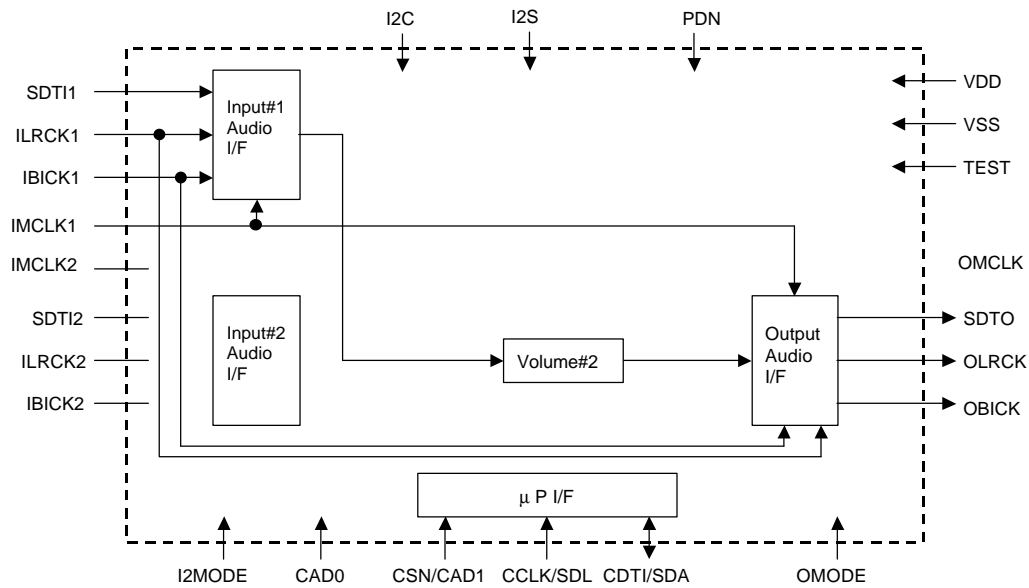 I2C
I2S
PDN
SDTI1
ILRCK1
IBICK1
IMCLK1
IMCLK2
SDTI2
ILRCK2
IBICK2
Input#1
Audio
I/F
Input#2
Audio
I/F
Volume#2
Output
Audio
I/F
VDD
VSS
TEST
OMCLK
SDTO
OLRCK
OBICK
μ P I/F
I2MODE
CAD0
CSN/CAD1
CCLK/SDL
CDTI/SDA
OMODE